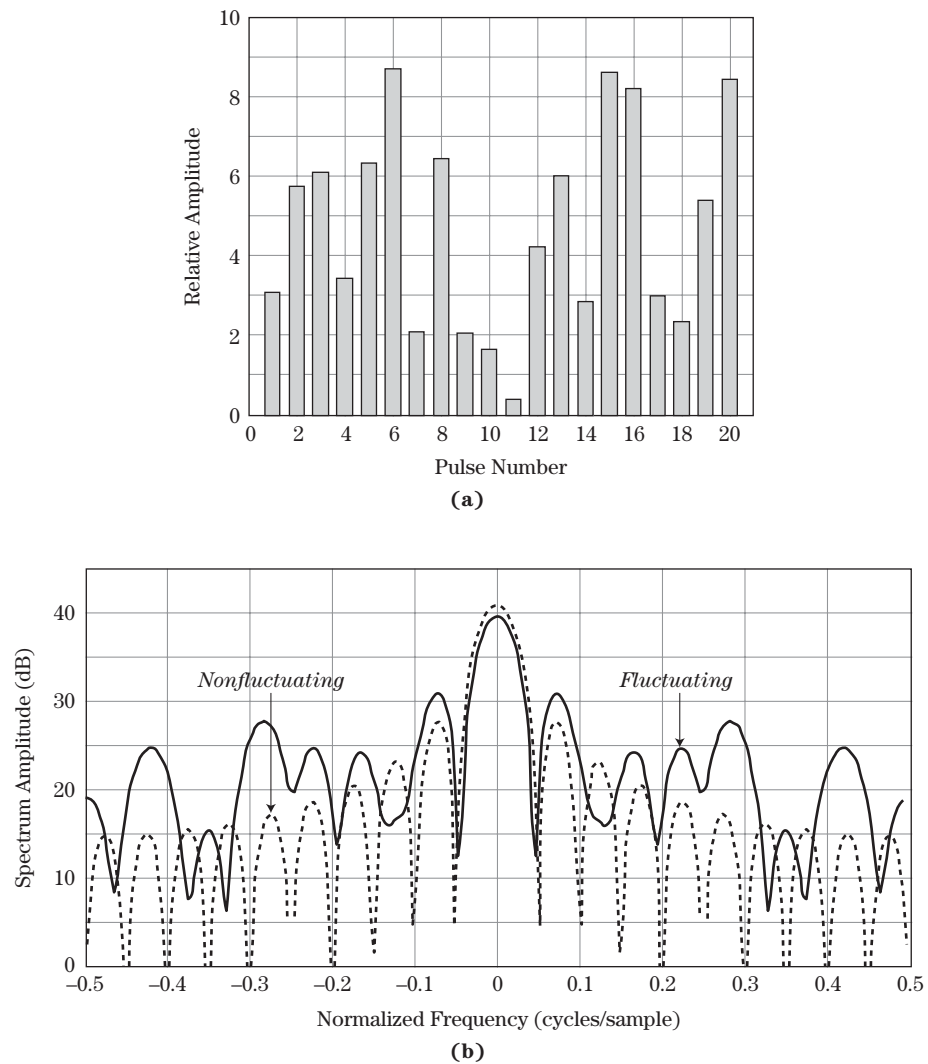 10
8
6
4
2
0
Relative Amplitude
0 2 4 6 8 10 12 14 16 18 20
Pulse Number
(a)
40
30
20
10
0
Spectrum Amplitude (dB)
Nonfluctuating
Fluctuating
–0.5 –0.4 –0.3 –0.2 –0.1 0 0.1 0.2 0.3 0.4 0.5
Normalized Frequency (cycles/sample)
(b)